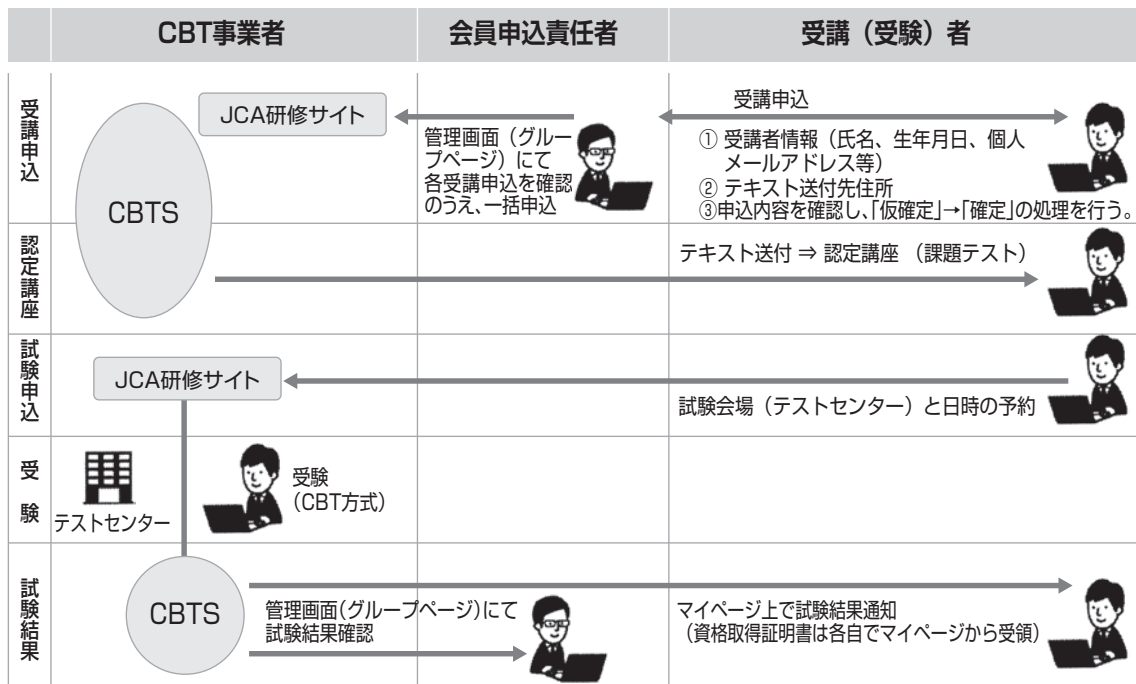 CBT事業者
会員申込責任者
受講（受験）者
受講申込
JCA研修サイト
CBTS
管理画面（グルー
プページ）にて
各受講申込を確認
のうえ、一括申込
受講申込
① 受講者情報（氏名、生年月日、個人
メールアドレス等）
② テキスト送付先住所
③申込内容を確認し、「仮確定」→「確定」の処理を行う。
認定講座
テキスト送付 ⇒ 認定講座 （課題テスト）
試験申込
JCA研修サイト
試験会場（テストセンター）と日時の予約
受験
テストセンター
受験
（CBT方式）
試験結果
CBTS
管理画面（グループページ）にて
試験結果確認
マイページ上で試験結果通知
（資格取得証明書は各自でマイページから受領）